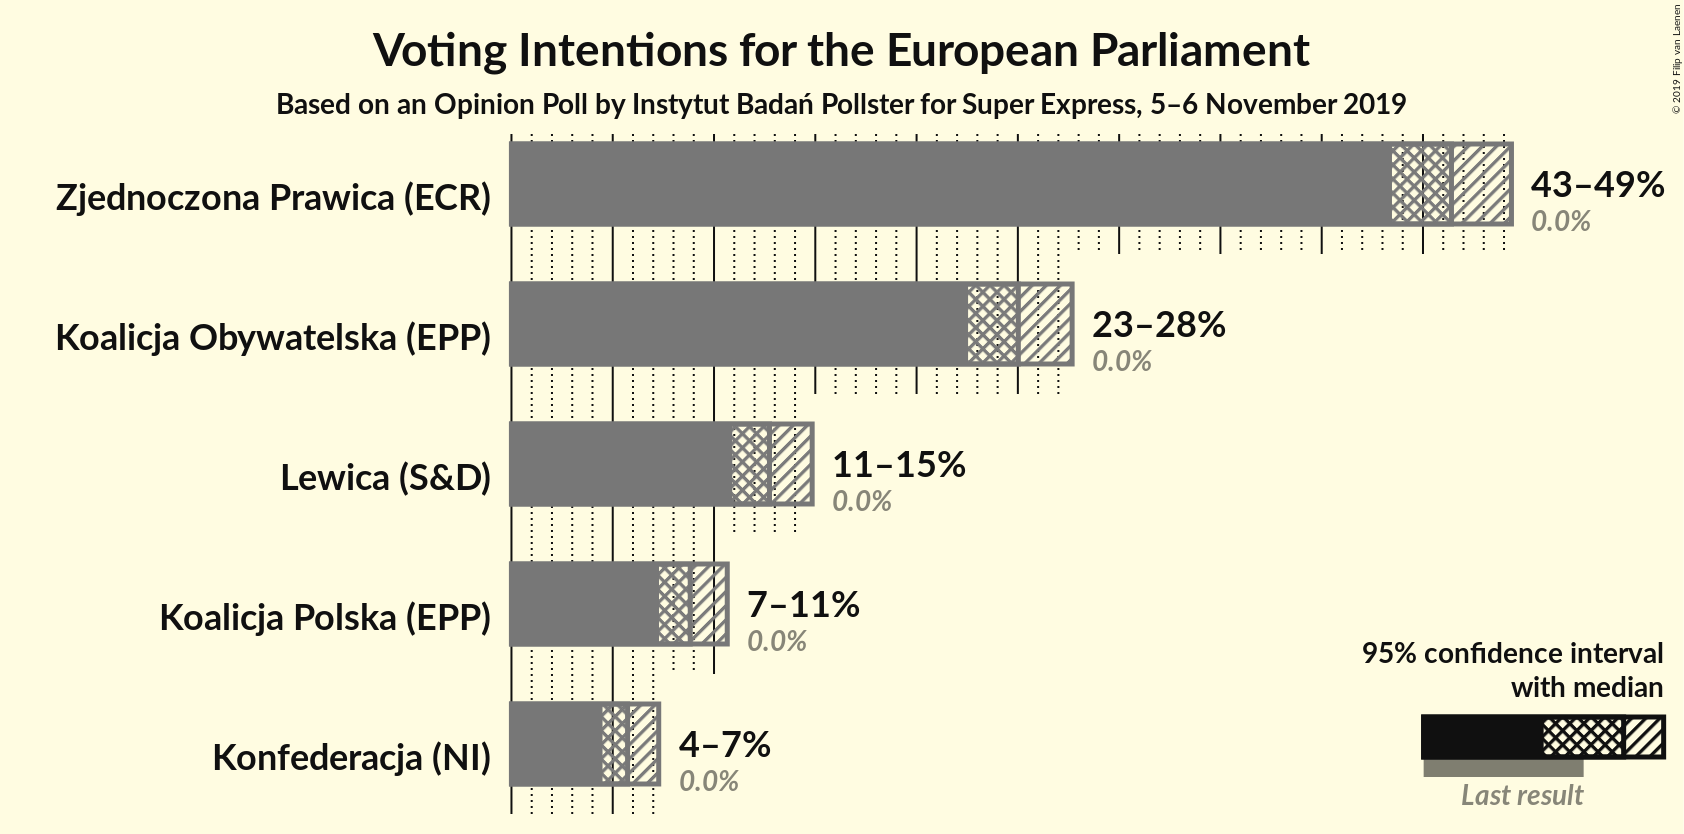 Voting Intentions for the European Parliament
Based on an Opinion Poll by Instytut Badań Pollster for Super Express, 5–6 November 2019
© 2019 Filip van Laenen
Zjednoczona Prawica (ECR)
43–49%
0.0%
Koalicja Obywatelska (EPP)
23–28%
0.0%
Lewica (S&D)
11–15%
0.0%
Koalicja Polska (EPP)
7–11%
0.0%
Konfederacja (NI)
4–7%
0.0%
95% confidence interval
with median
Last result